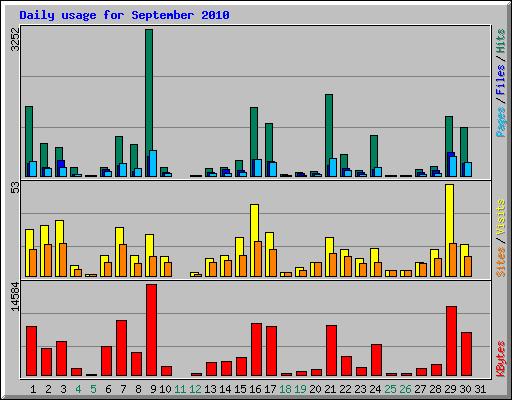 Daily usage for September 2010
3252
Pages / Files / Hits
53
Sites / Visits
14584
KBytes
1 2 3 4 5 6 7 8 9 10 11 12 13 14 15 16 17 18 19 20 21 22 23 24 25 26 27 28 29 30 31